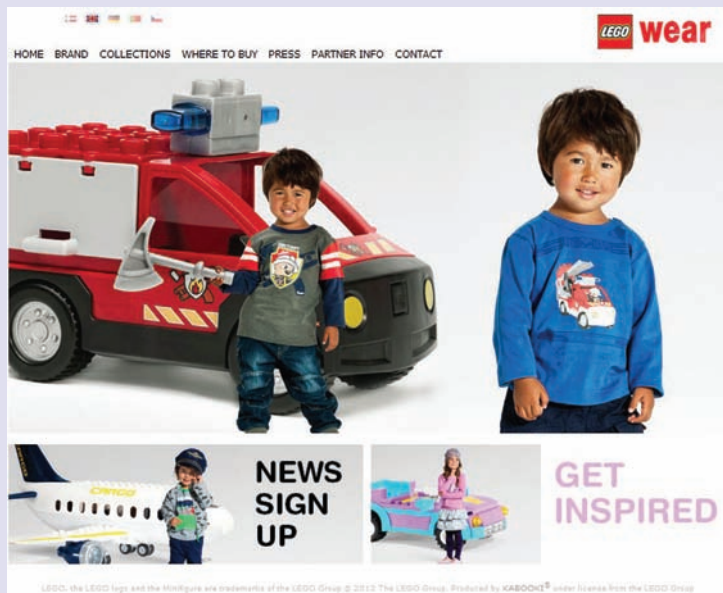 LEGO wear
HOME BRAND COLLECTIONS WHERE TO BUY PRESS PARTNER INFO CONTACT
CARGO
NEWS
SIGN
UP
GET
INSPIRED
LEGO, the LEGO logo and the Minifigure are trademarks of the LEGO Group @ 2012 The LEGO Group. Produced by KABOOKI® under license from the LEGO Group